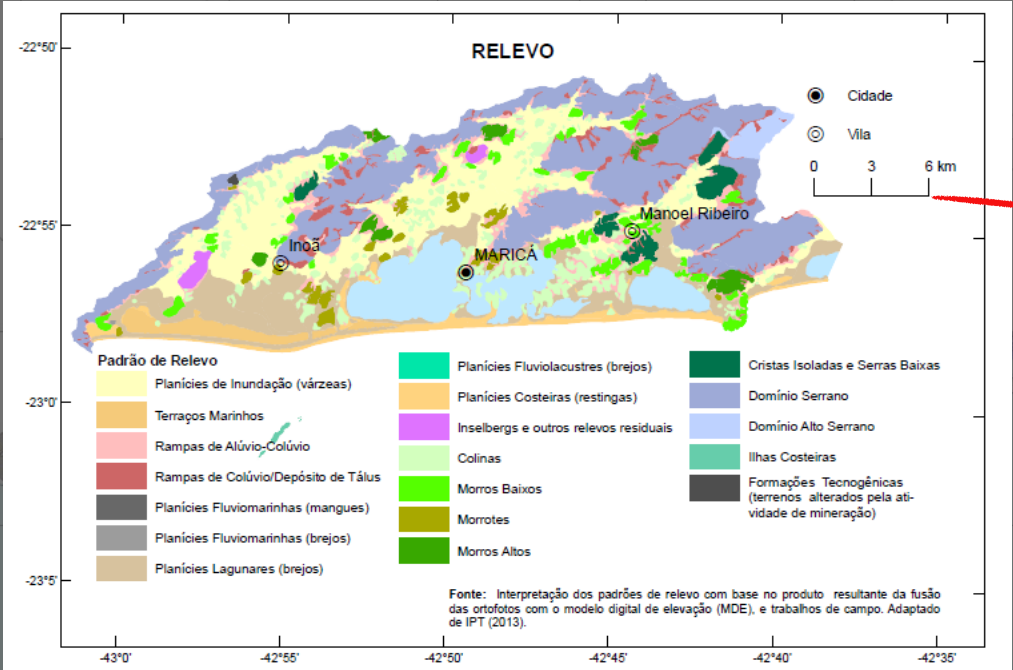 RELEVO
Cidade
Vila
0 3 6 km
-22°50'
-22°55'
-23°0'
-23°5'
Manoel Ribeiro
Inoã
MARICÁ
Padrão de Relevo
Planícies de Inundação (várzeas)
Terraços Marinhos
Rampas de Alúvio-Colúvio
Rampas de Colúvio/Depósito de Tálus
Planícies Fluviomarinhas (mangues)
Planícies Fluviomarinhas (brejos)
Planícies Lagunares (brejos)
Planícies Fluviolacustres (brejos)
Planícies Costeiras (restingas)
Inselbergs e outros relevos residuais
Colinas
Morros Baixos
Morrotes
Morros Altos
Cristas Isoladas e Serras Baixas
Domínio Serrano
Domínio Alto Serrano
Ilhas Costeiras
Formações Tecnogênicas
(terrenos alterados pela ati-
vidade de mineração)
Fonte: Interpretação dos padrões de relevo com base no produto resultante da fusão
das ortofotos com o modelo digital de elevação (MDE), e trabalhos de campo. Adaptado
de IPT (2013).
-43°0' -42°55' -42°50' -42°45' -42°40' -42°35'